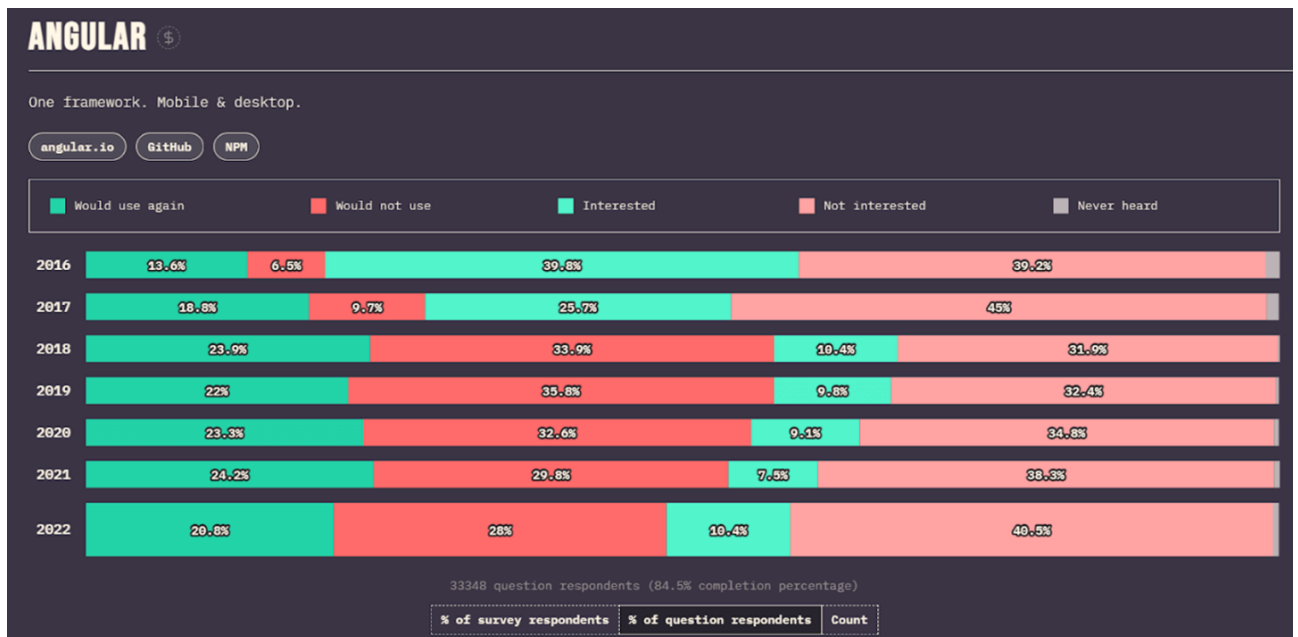 ANGULAR $
One framework. Mobile & desktop.
angular.io GitHub NPM
Would use again Would not use Interested Not interested Never heard
2016 13.6% 6.5% 39.8% 39.2%
2017 18.8% 9.7% 25.7% 45%
2018 23.9% 33.9% 10.4% 31.9%
2019 22% 35.8% 9.8% 32.4%
2020 23.3% 32.6% 9.1% 34.8%
2021 24.2% 29.8% 7.5% 38.3%
2022 20.8% 28% 10.4% 40.5%
33348 question respondents (84.5% completion percentage)
% of survey respondents % of question respondents Count